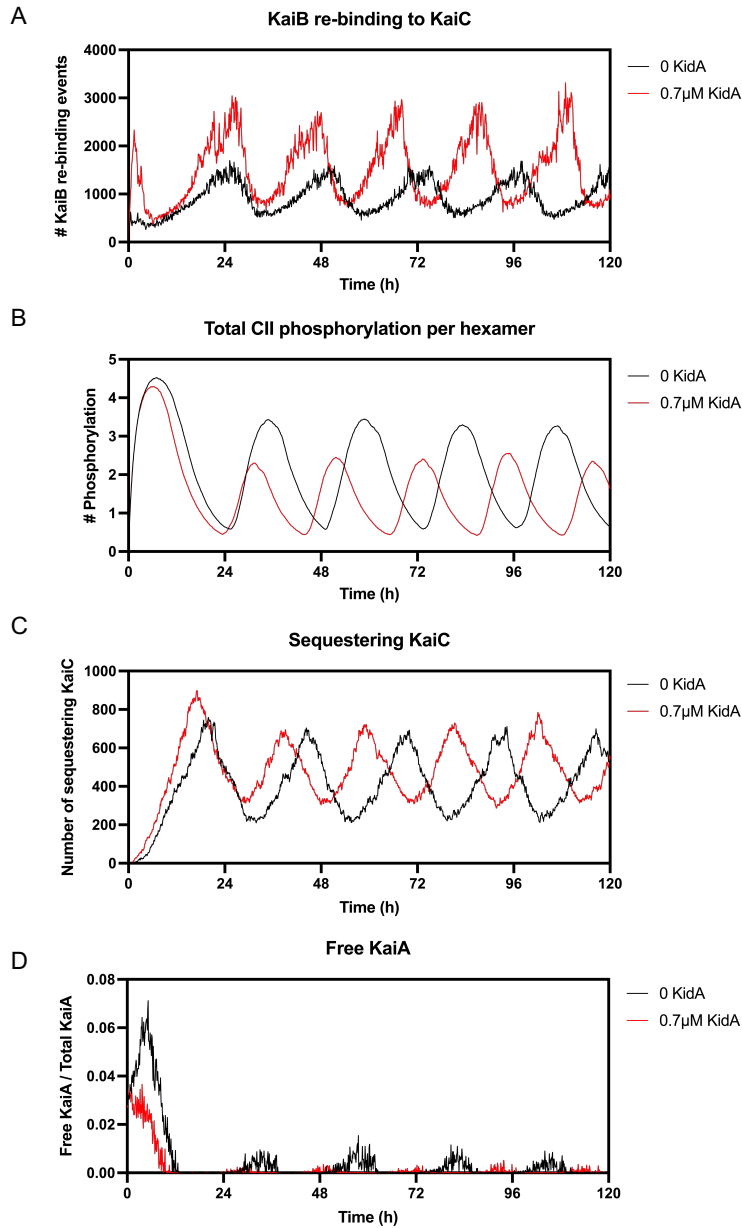 A
KaiB re-binding to KaiC
# KaiB re-binding events
4000
3000
2000
1000
0
0 24 48 72 96 120
Time (h)
0 KidA
0.7µM KidA
B
Total CII phosphorylation per hexamer
# Phosphorylation
5
4
3
2
1
0
0 24 48 72 96 120
Time (h)
0 KidA
0.7µM KidA
C
Sequestering KaiC
Number of sequestering KaiC
1000
800
600
400
200
0
0 24 48 72 96 120
Time (h)
0 KidA
0.7µM KidA
D
Free KaiA
Free KaiA / Total KaiA
0.08
0.06
0.04
0.02
0.00
0 24 48 72 96 120
Time (h)
0 KidA
0.7µM KidA